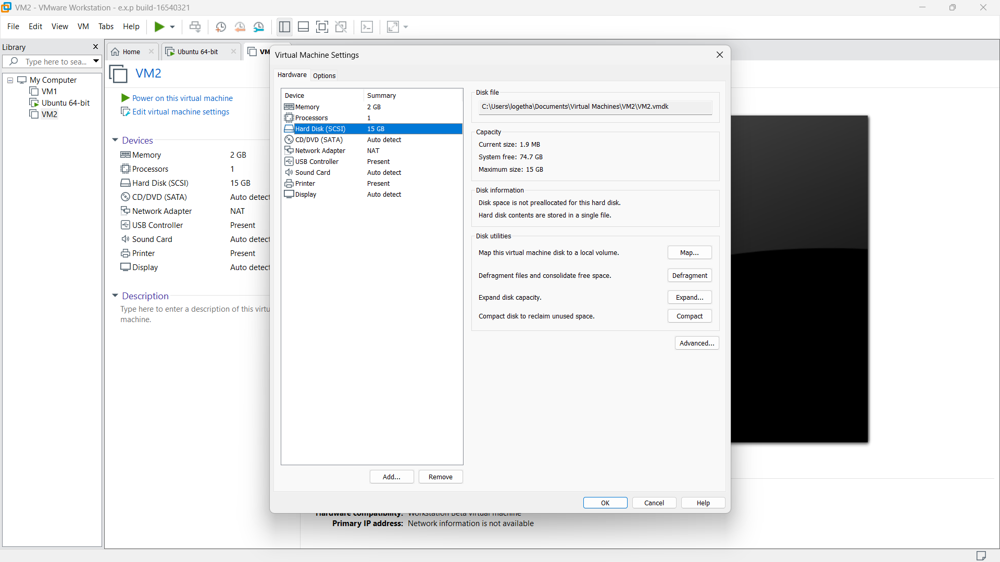 VM2 - VMware Workstation - e.x.p build-16540321
File Edit View VM Tabs Help
Library
Type here to sea...
My Computer
VM1
Ubuntu 64-bit
VM2
Home
Ubuntu 64-bit
VM
VM2
Power on this virtual machine
Edit virtual machine settings
Devices
Memory 2 GB
Processors 1
Hard Disk (SCSI) 15 GB
CD/DVD (SATA) Auto detect
Network Adapter NAT
USB Controller Present
Sound Card Auto detect
Printer Present
Display Auto detect
Description
Type here to enter a description of this virtu
machine.
Virtual Machine Settings
Hardware Options
Device Summary
Memory 2 GB
Processors 1
Hard Disk (SCSI) 15 GB
CD/DVD (SATA) Auto detect
Network Adapter NAT
USB Controller Present
Sound Card Auto detect
Printer Present
Display Auto detect
Add... Remove
Disk file
C:\Users\logetha\Documents\Virtual Machines\VM2\VM2.vmdk
Capacity
Current size: 1.9 MB
System free: 74.7 GB
Maximum size: 15 GB
Disk information
Disk space is not preallocated for this hard disk.
Hard disk contents are stored in a single file.
Disk utilities
Map this virtual machine disk to a local volume. Map...
Defragment files and consolidate free space. Defragment
Expand disk capacity. Expand...
Compact disk to reclaim unused space. Compact
Advanced...
OK Cancel Help
Hardware compatibility: Workstation Beta virtual machine
Primary IP address: Network information is not available